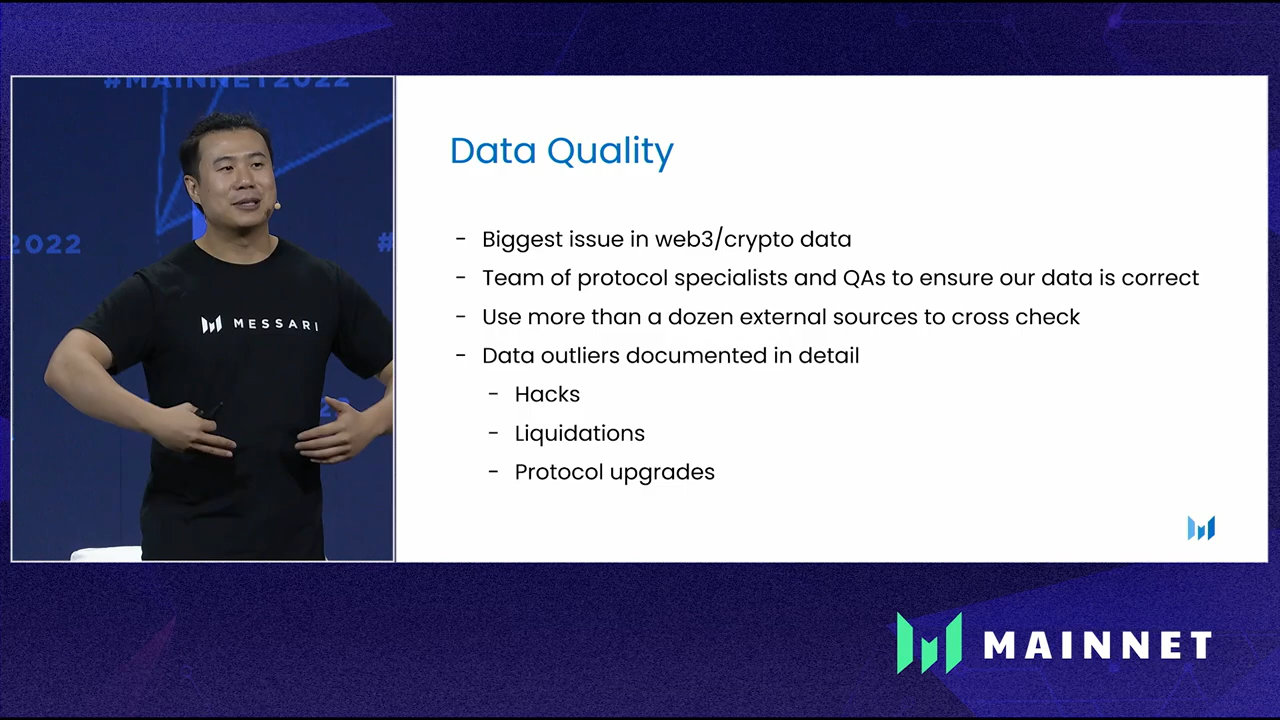 #MAINNET2022
2022
#
MESSARI
22
Data Quality
- Biggest issue in web3/crypto data
- Team of protocol specialists and QAs to ensure our data is correct
- Use more than a dozen external sources to cross check
- Data outliers documented in detail
- Hacks
- Liquidations
- Protocol upgrades
MAINNET